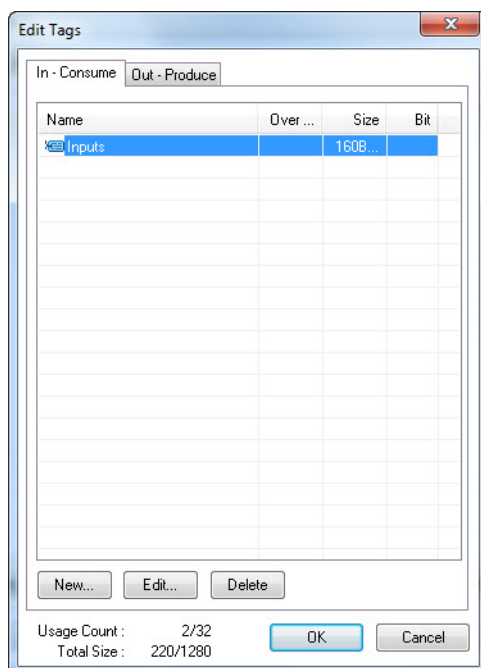 Edit Tags
In - Consume Out - Produce
Name Over ... Size Bit
Inputs 160B...
New... Edit... Delete
Usage Count : 2/32
Total Size : 220/1280
OK Cancel